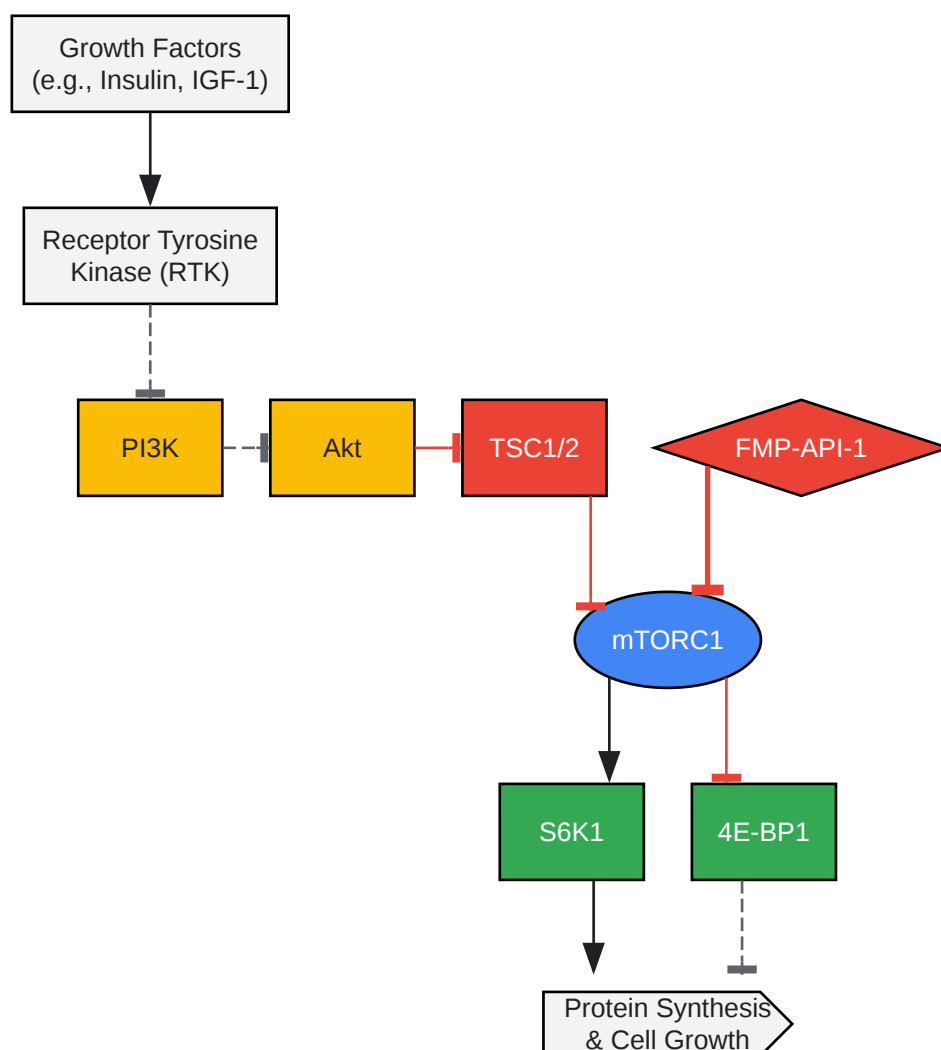 Growth Factors
(e.g., Insulin, IGF-1)
Receptor Tyrosine
Kinase (RTK)
PI3K
Akt
TSC1/2
FMP-API-1
mTORC1
S6K1
4E-BP1
Protein Synthesis
& Cell Growth